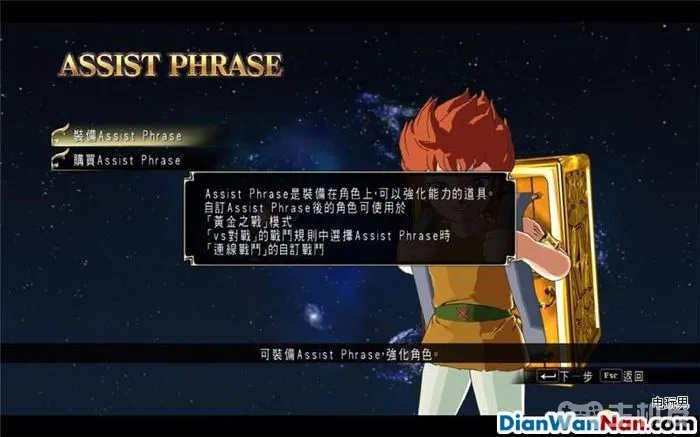 ASSIST PHRASE
裝備Assist Phrase
購買Assist Phrase
Assist Phrase是裝備在角色上,可以強化能力的道具。
自訂Assist Phrase後的角色可使用於
「黃金之戰」模式
「vs對戰」的戰鬥規則中選擇Assist Phrase時
「連線戰鬥」的自訂戰鬥
可裝備Assist Phrase,強化角色。
下一步 Esc 返回
电玩男
DianWanNan.com